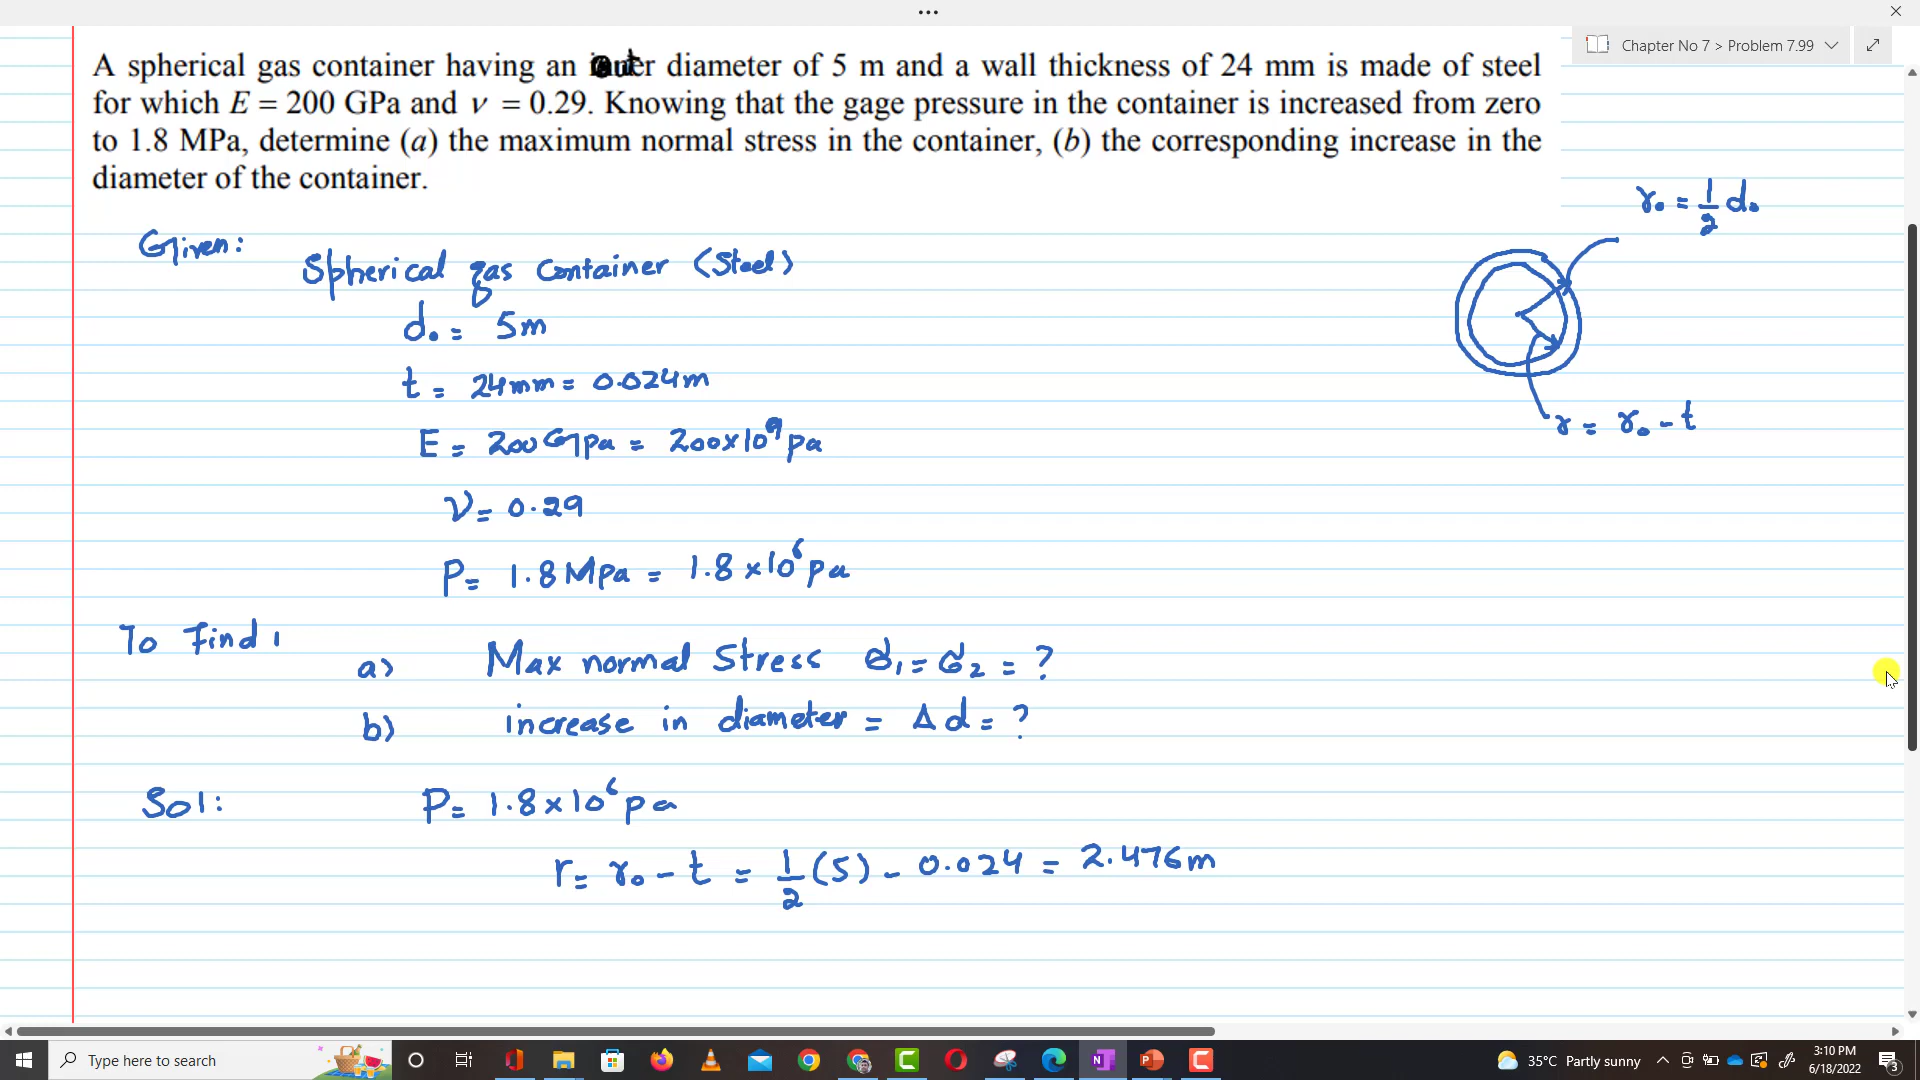 ...
Chapter No 7 > Problem 7.99
A spherical gas container having an outer diameter of 5 m and a wall thickness of 24 mm is made of steel
for which E = 200 GPa and ν = 0.29. Knowing that the gage pressure in the container is increased from zero
to 1.8 MPa, determine (a) the maximum normal stress in the container, (b) the corresponding increase in the
diameter of the container.
r₀ = 1/2 d₀
Given:
Spherical gas Container (Steel)
d₀ = 5m
t = 24mm = 0.024m
r = r₀ - t
E = 200 Gpa = 200×10⁹ pa
ν = 0.29
P = 1.8 Mpa = 1.8×10⁶ pa
To Find:
a) Max normal Stress σ₁ = σ₂ = ?
b) increase in diameter = Δd = ?
Sol: P = 1.8×10⁶ pa
r = r₀ - t = 1/2 (5) - 0.024 = 2.476m
Type here to search
35°C Partly sunny
3:10 PM
6/18/2022
3